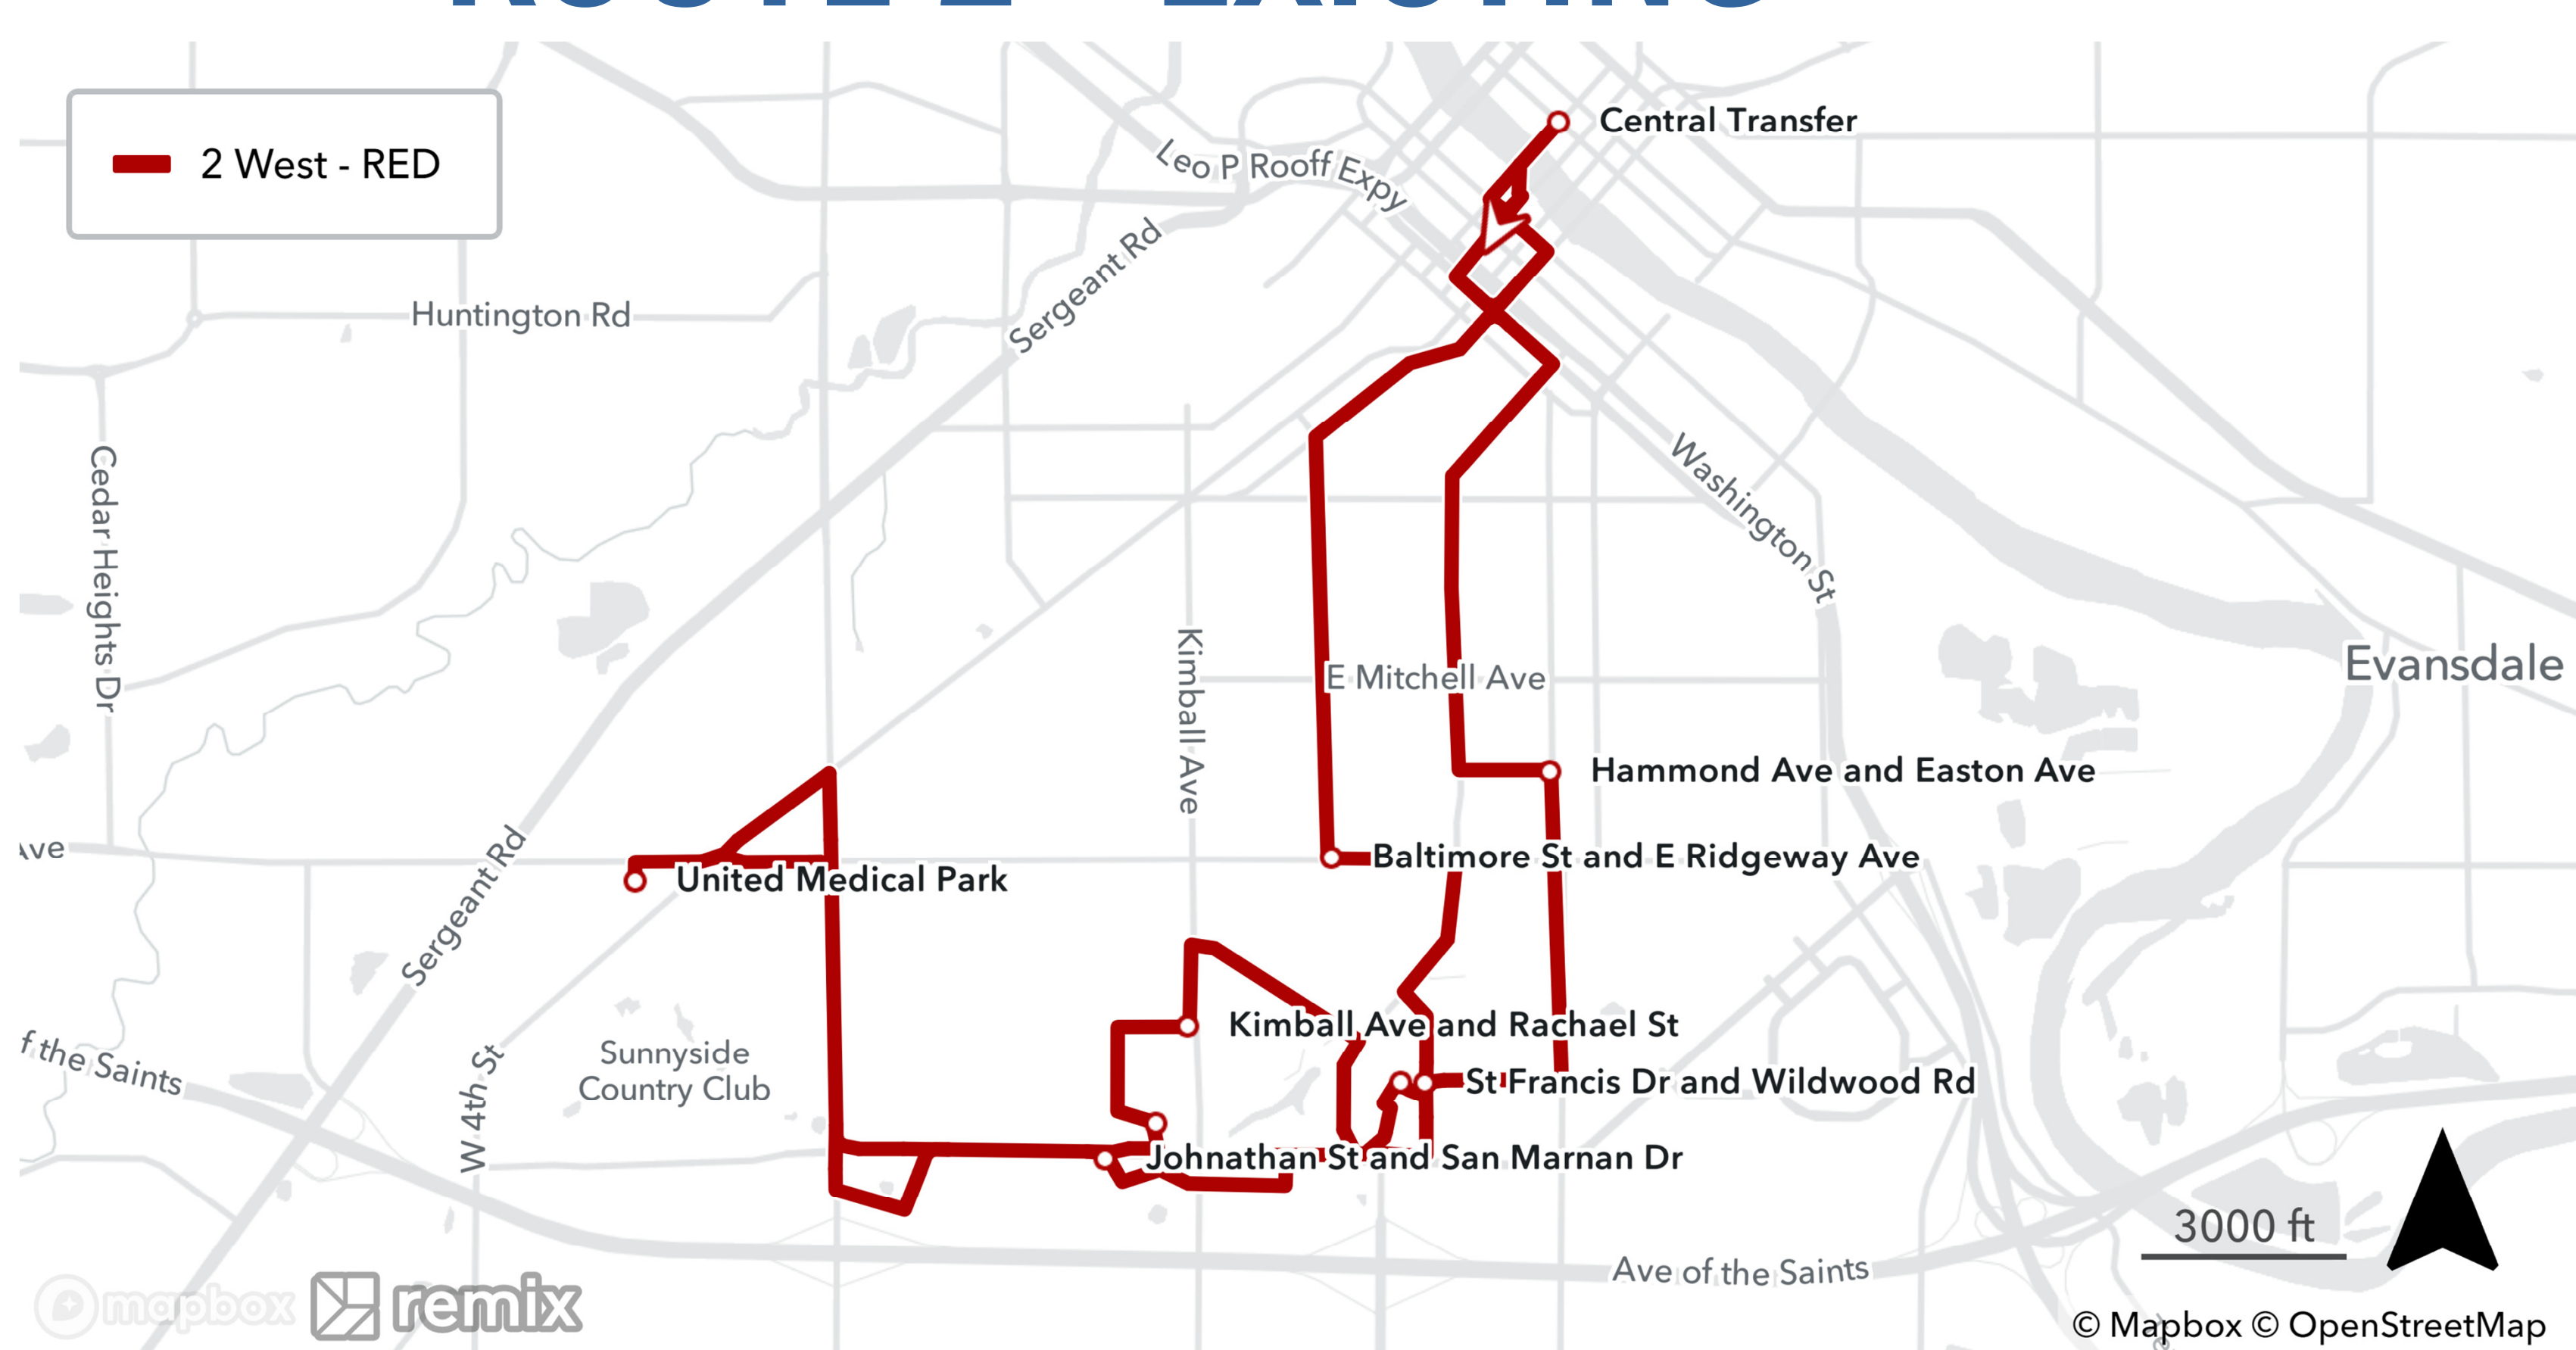 2 West - RED
Central Transfer
Leo P Rooff Expy
Sergeant Rd
Huntington Rd
Cedar Heights Dr
Washington St
Kimball Ave
E Mitchell Ave
Evansdale
Hammond Ave and Easton Ave
Ave
Baltimore St and E Ridgeway Ave
United Medical Park
Sergeant Rd
Kimball Ave and Rachael St
f the Saints
Sunnyside
Country Club
W 4th St
St Francis Dr and Wildwood Rd
Johnathan St and San Marnan Dr
3000 ft
Ave of the Saints
mapbox
remix
© Mapbox © OpenStreetMap